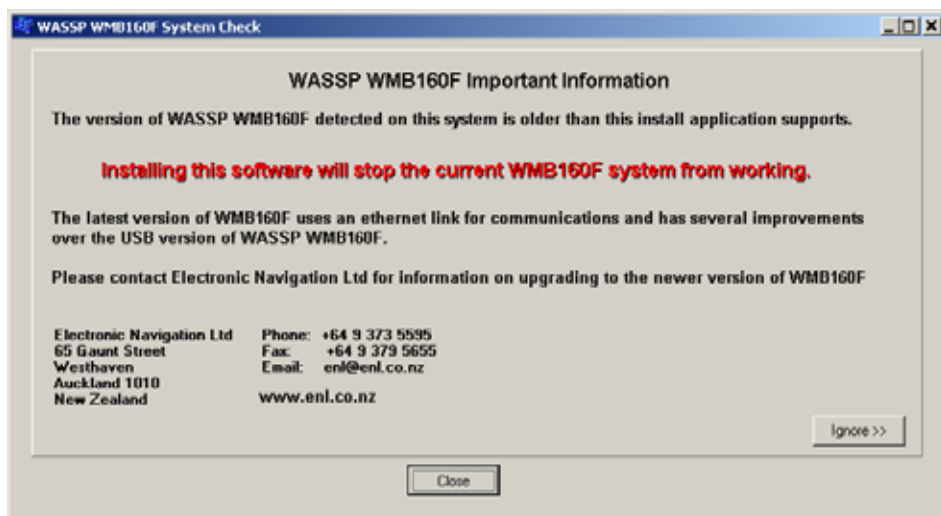 WASSP WMB160F System Check
WASSP WMB160F Important Information
The version of WASSP WMB160F detected on this system is older than this install application supports.
Installing this software will stop the current WMB160F system from working.
The latest version of WMB160F uses an ethernet link for communications and has several improvements
over the USB version of WASSP WMB160F.
Please contact Electronic Navigation Ltd for information on upgrading to the newer version of WMB160F
Electronic Navigation Ltd
65 Gaunt Street
Westhaven
Auckland 1010
New Zealand
Phone: +64 9 373 5595
Fax: +64 9 379 5655
Email: enl@enl.co.nz
www.enl.co.nz
Ignore >>
Close